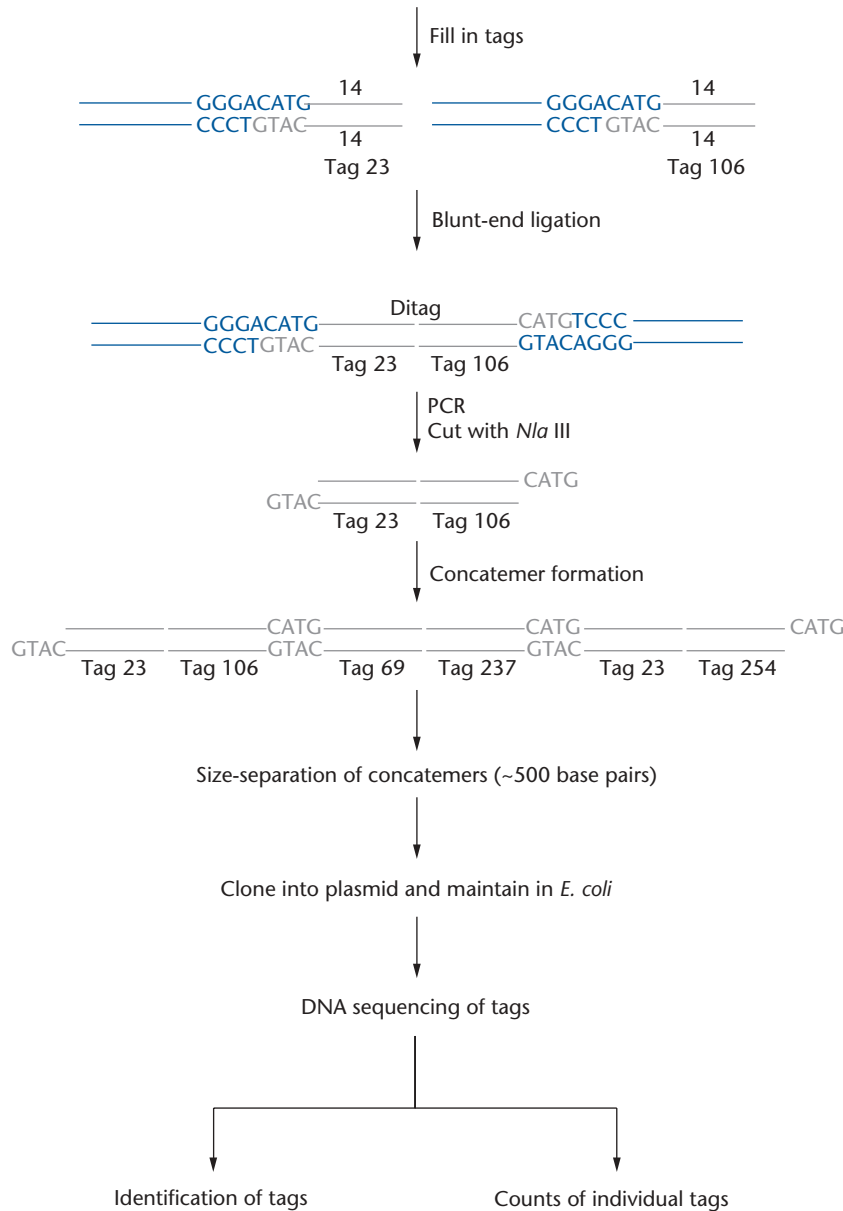 Fill in tags
14 14
GGGACATG GGGACATG
CCCTGTAC CCCT GTAC
14 14
Tag 23 Tag 106
Blunt-end ligation
Ditag
GGGACATG CATGTCCC
CCCTGTAC GTACAGGG
Tag 23 Tag 106
PCR
Cut with Nla III
CATG
GTAC
Tag 23 Tag 106
Concatemer formation
CATG CATG CATG
GTAC GTAC GTAC
Tag 23 Tag 106 Tag 69 Tag 237 Tag 23 Tag 254
Size-separation of concatemers (~500 base pairs)
Clone into plasmid and maintain in E. coli
DNA sequencing of tags
Identification of tags Counts of individual tags